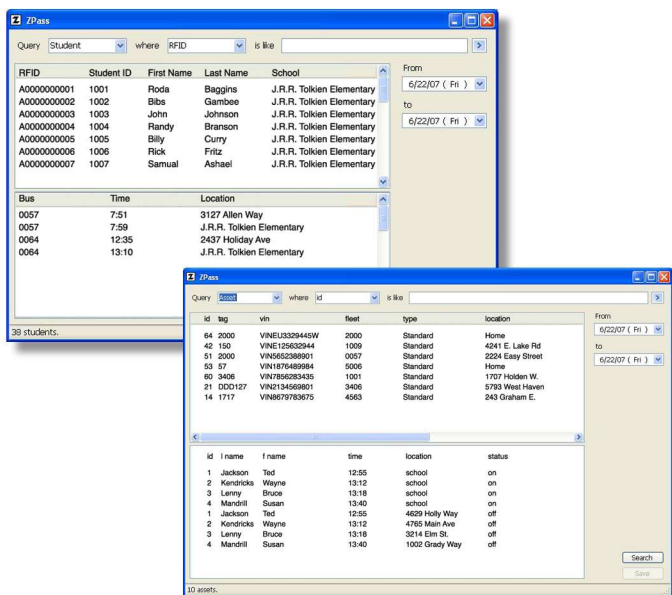 ZPass
Query Student where RFID is like
RFID Student ID First Name Last Name School
A0000000001 1001 Roda Baggins J.R.R. Tolkien Elementary
A0000000002 1002 Bibs Gambee J.R.R. Tolkien Elementary
A0000000003 1003 John Johnson J.R.R. Tolkien Elementary
A0000000004 1004 Randy Branson J.R.R. Tolkien Elementary
A0000000005 1005 Billy Curry J.R.R. Tolkien Elementary
A0000000006 1006 Rick Fritz J.R.R. Tolkien Elementary
A0000000007 1007 Samual Ashael J.R.R. Tolkien Elementary
From
6/22/07 ( Fri )
to
6/22/07 ( Fri )
Bus Time Location
0057 7:51 3127 Allen Way
0057 7:59 J.R.R. Tolkien Elementary
0064 12:35 2437 Holiday Ave
0064 13:10 J.R.R. Tolkien Elementary
38 students.
ZPass
Query Asset where id is like
id tag vin fleet type location
64 2000 VINEU3329445W 2000 Standard Home
42 150 VINE125632944 1009 Standard 4241 E. Lake Rd
51 2000 VIN5652388901 0057 Standard 2224 Easy Street
53 57 VIN1876489984 5006 Standard Home
60 3406 VIN7856283435 1001 Standard 1707 Holden W.
21 DDD127 VIN2134569801 3406 Standard 5793 West Haven
14 1717 VIN8679783675 4563 Standard 243 Graham E.
From
6/22/07 ( Fri )
to
6/22/07 ( Fri )
id l name f name time location status
1 Jackson Ted 12:55 school on
2 Kendricks Wayne 13:12 school on
3 Lenny Bruce 13:18 school on
4 Mandrill Susan 13:40 school on
1 Jackson Ted 12:55 4629 Holly Way off
2 Kendricks Wayne 13:12 4765 Main Ave off
3 Lenny Bruce 13:18 3214 Elm St. off
4 Mandrill Susan 13:40 1002 Grady Way off
Search
Save
10 assets.